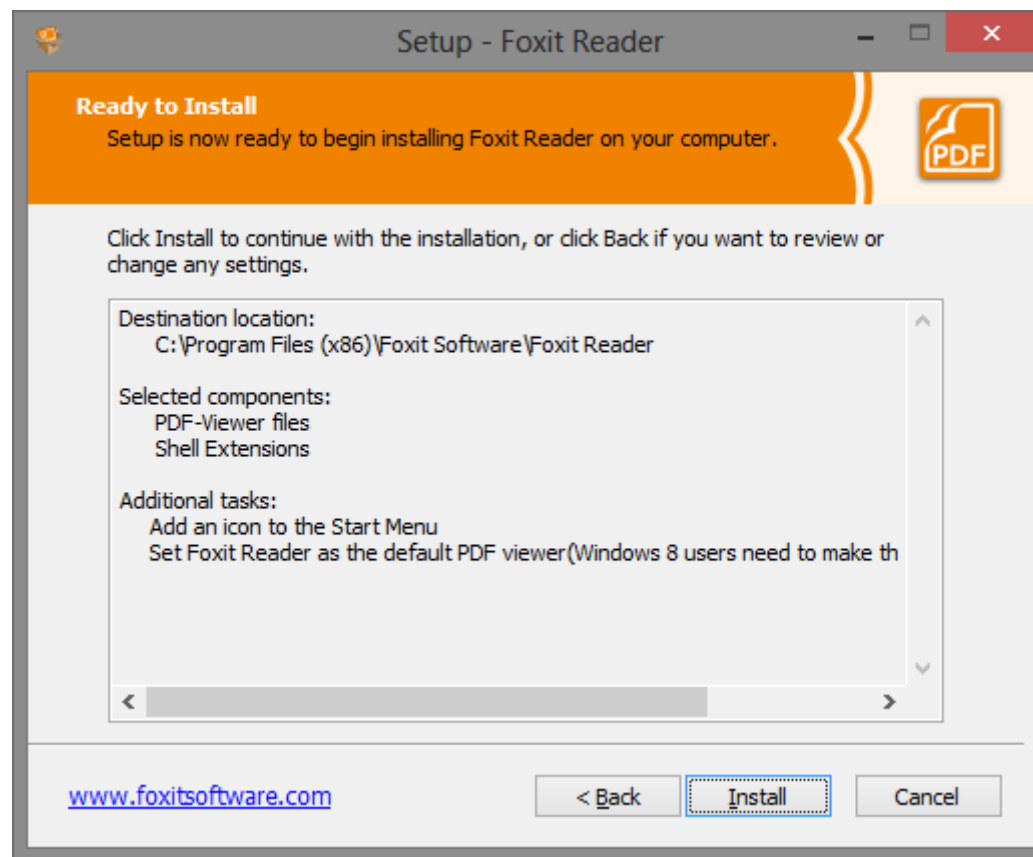 Setup - Foxit Reader
Ready to Install
Setup is now ready to begin installing Foxit Reader on your computer.
PDF
Click Install to continue with the installation, or click Back if you want to review or
change any settings.
Destination location:
C:\Program Files (x86)\Foxit Software\Foxit Reader
Selected components:
PDF-Viewer files
Shell Extensions
Additional tasks:
Add an icon to the Start Menu
Set Foxit Reader as the default PDF viewer(Windows 8 users need to make th
www.foxitsoftware.com
< Back
Install
Cancel